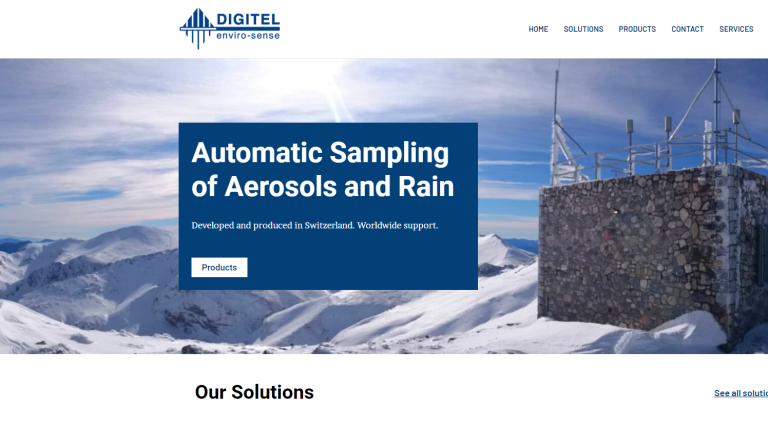 DIGITEL
enviro-sense
HOME SOLUTIONS PRODUCTS CONTACT SERVICES
Automatic Sampling
of Aerosols and Rain
Developed and produced in Switzerland. Worldwide support.
Products
Our Solutions
See all solutio